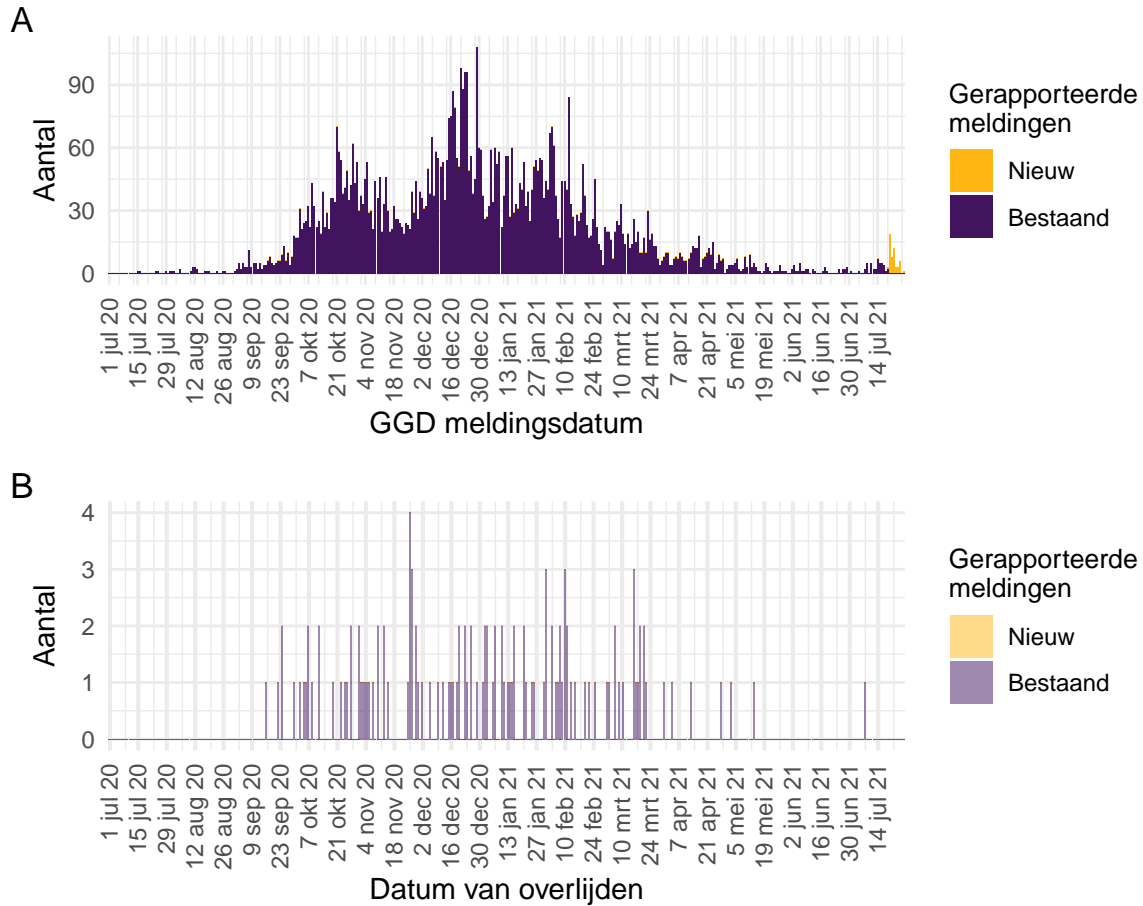 A
Aantal
90
60
30
0
1 jul 20
15 jul 20
29 jul 20
12 aug 20
26 aug 20
9 sep 20
23 sep 20
7 okt 20
21 okt 20
4 nov 20
18 nov 20
2 dec 20
16 dec 20
30 dec 20
13 jan 21
27 jan 21
10 feb 21
24 feb 21
10 mrt 21
24 mrt 21
7 apr 21
21 apr 21
5 mei 21
19 mei 21
2 jun 21
16 jun 21
30 jun 21
14 jul 21
GGD meldingsdatum
Gerapporteerde
meldingen
Nieuw
Bestaand
B
Aantal
4
3
2
1
0
1 jul 20
15 jul 20
29 jul 20
12 aug 20
26 aug 20
9 sep 20
23 sep 20
7 okt 20
21 okt 20
4 nov 20
18 nov 20
2 dec 20
16 dec 20
30 dec 20
13 jan 21
27 jan 21
10 feb 21
24 feb 21
10 mrt 21
24 mrt 21
7 apr 21
21 apr 21
5 mei 21
19 mei 21
2 jun 21
16 jun 21
30 jun 21
14 jul 21
Datum van overlijden
Gerapporteerde
meldingen
Nieuw
Bestaand